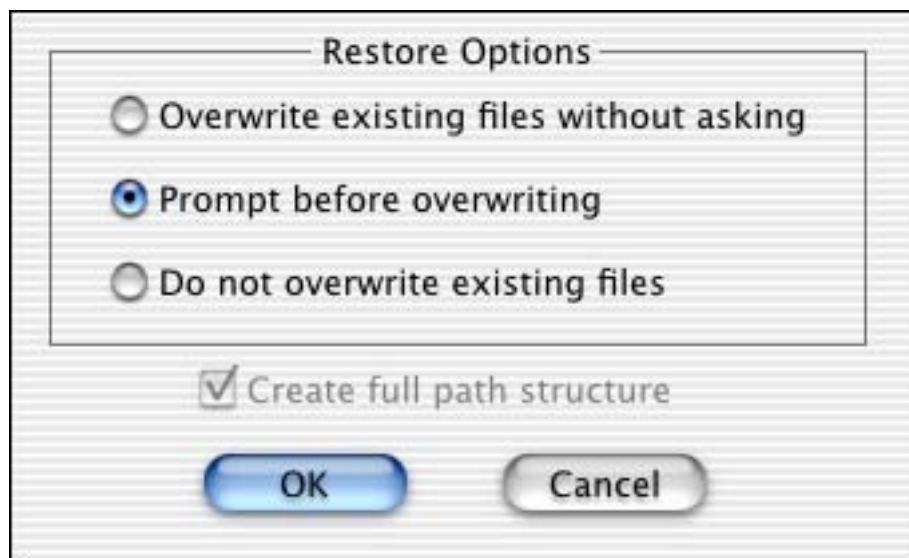 Restore Options
Overwrite existing files without asking
Prompt before overwriting
Do not overwrite existing files
Create full path structure
OK
Cancel